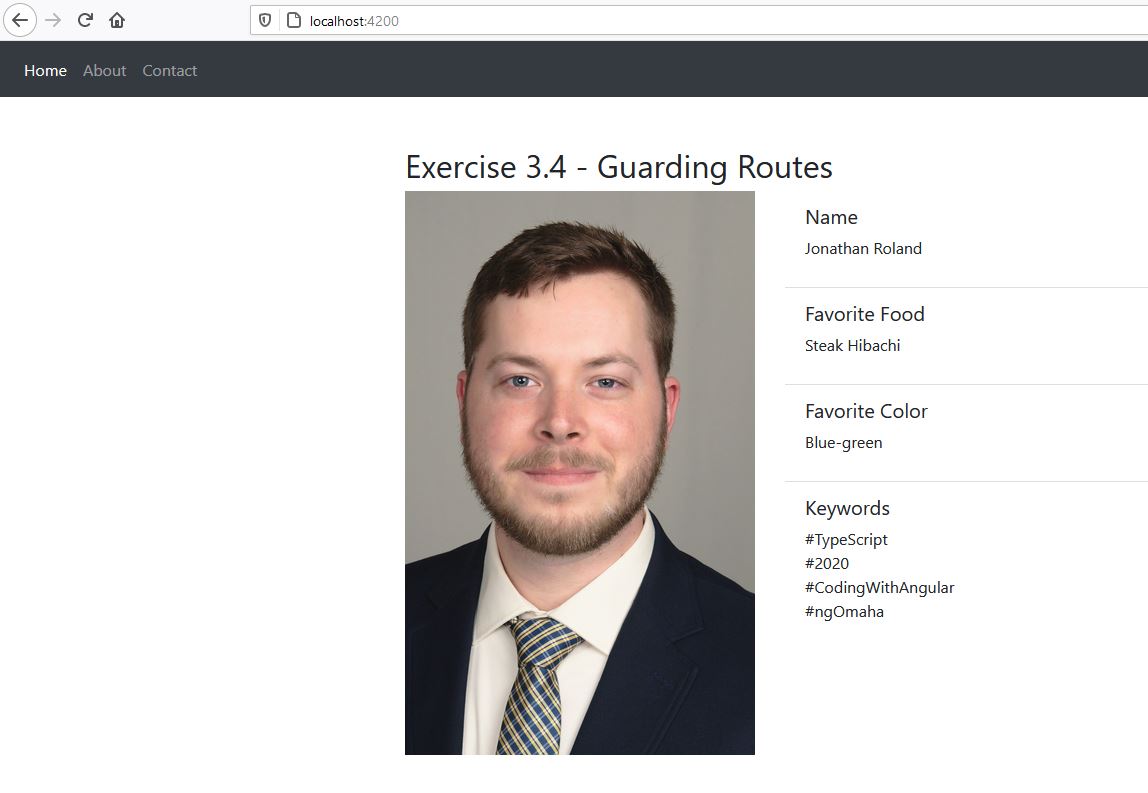 localhost:4200
Home About Contact
Exercise 3.4 - Guarding Routes
Name
Jonathan Roland
Favorite Food
Steak Hibachi
Favorite Color
Blue-green
Keywords
#TypeScript
#2020
#CodingWithAngular
#ngOmaha